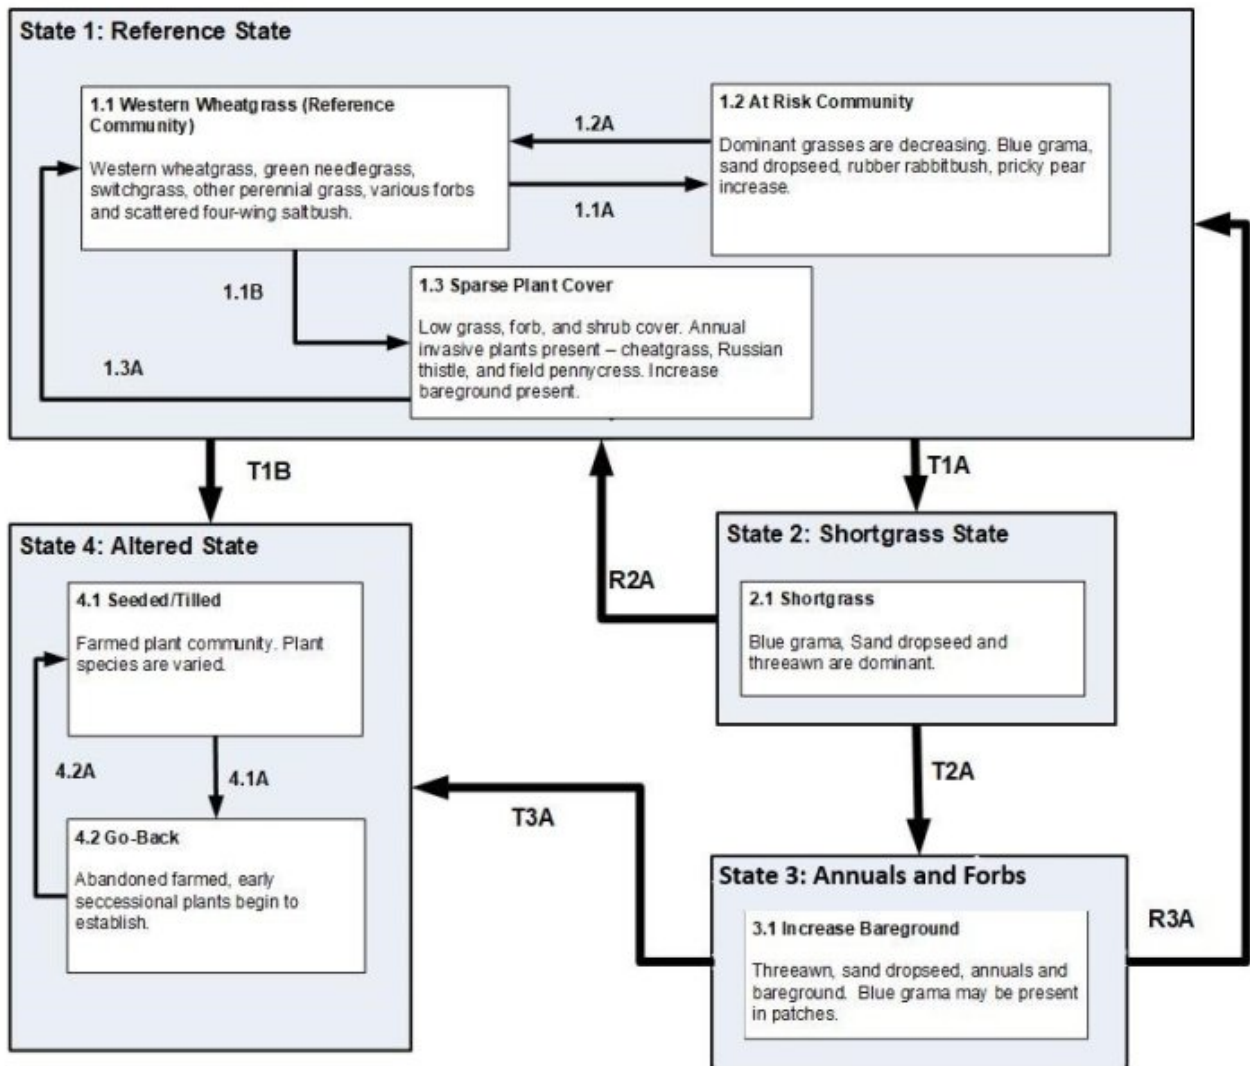 State 1: Reference State
1.1 Western Wheatgrass (Reference
Community)
Western wheatgrass, green needlegrass,
switchgrass, other perennial grass, various forbs
and scattered four-wing saltbush.
1.2A
1.1A
1.2 At Risk Community
Dominant grasses are decreasing. Blue grama,
sand dropseed, rubber rabbitbush, pricky pear
increase.
1.1B
1.3 Sparse Plant Cover
Low grass, forb, and shrub cover. Annual
invasive plants present – cheatgrass, Russian
thistle, and field pennycress. Increase
bareground present.
1.3A
T1B
T1A
State 4: Altered State
4.1 Seeded/Tilled
Farmed plant community. Plant
species are varied.
4.2A
4.1A
4.2 Go-Back
Abandoned farmed, early
seccessional plants begin to
establish.
R2A
State 2: Shortgrass State
2.1 Shortgrass
Blue grama, Sand dropseed and
threeawn are dominant.
T2A
T3A
State 3: Annuals and Forbs
3.1 Increase Bareground
Threeawn, sand dropseed, annuals and
bareground. Blue grama may be present
in patches.
R3A